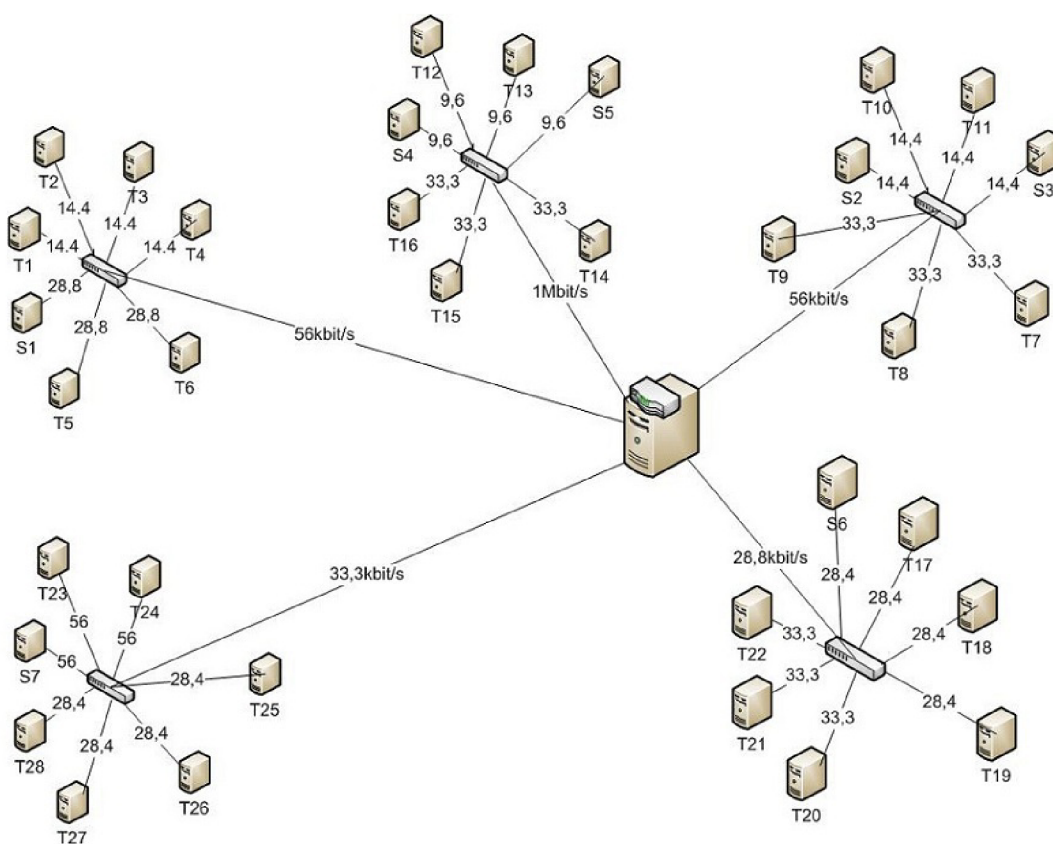 T12
T13
S5
9,6
9,6
9,6
S4
9,6
33,3
T16
33,3
33,3
T14
T15
1Mbit/s
T10
T11
14,4
14,4
S2
14,4
14,4
S3
33,3
T9
33,3
33,3
T8
T7
56kbit/s
T2
T3
14.4
14.4
T4
14.4
14.4
T1
28,8
S1
28,8
28,8
T5
T6
56kbit/s
33,3kbit/s
28,8kbit/s
T23
T24
56
56
S7
56
28,4
T25
28,4
T28
28,4
28,4
T27
T26
S6
T17
28,4
28,4
T18
28,4
T22
33,3
33,3
T21
28,4
33,3
T19
T20